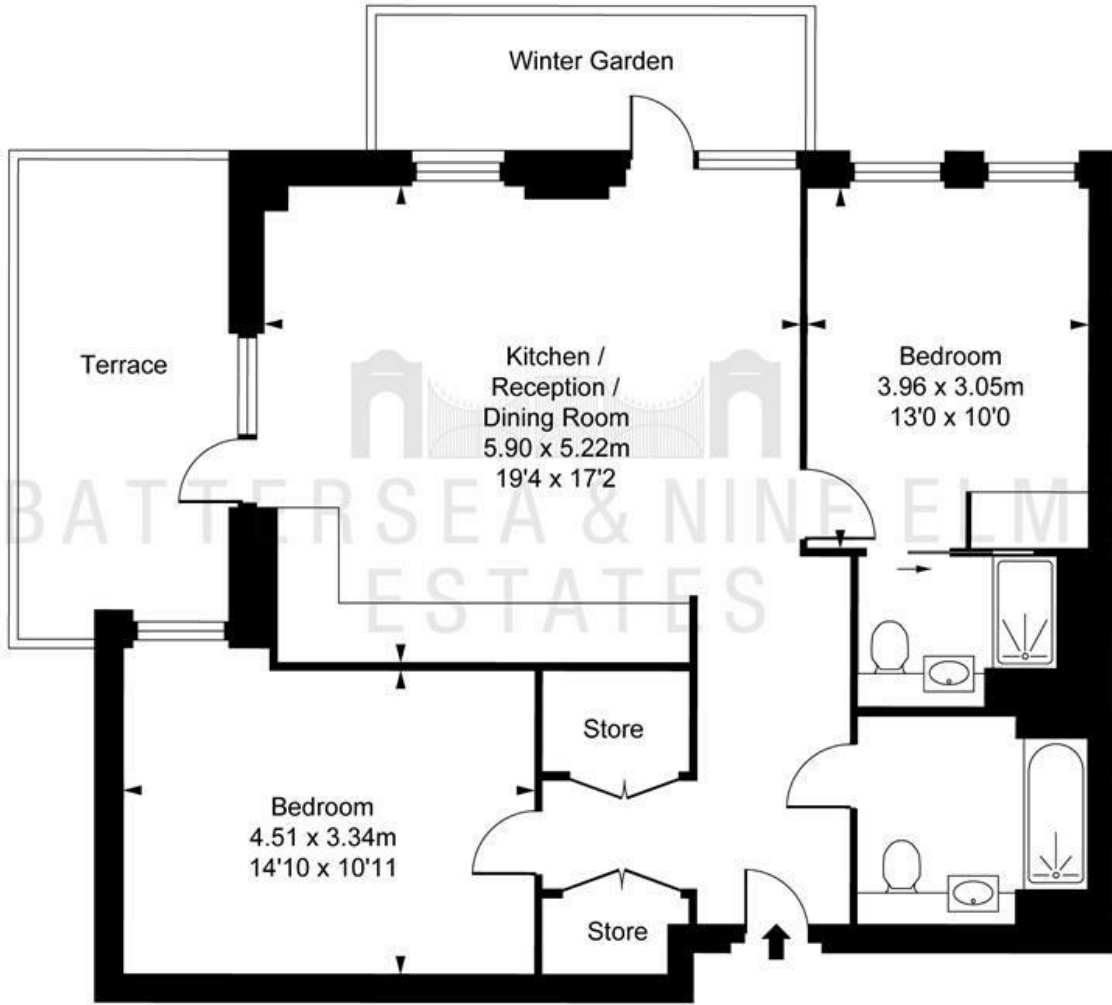 Winter Garden
Terrace
Kitchen /
Reception /
Dining Room
5.90 x 5.22m
19'4 x 17'2
Bedroom
3.96 x 3.05m
13'0 x 10'0
BATTERSEA & NINE ELM
ESTATES
Store
Bedroom
4.51 x 3.34m
14'10 x 10'11
Store